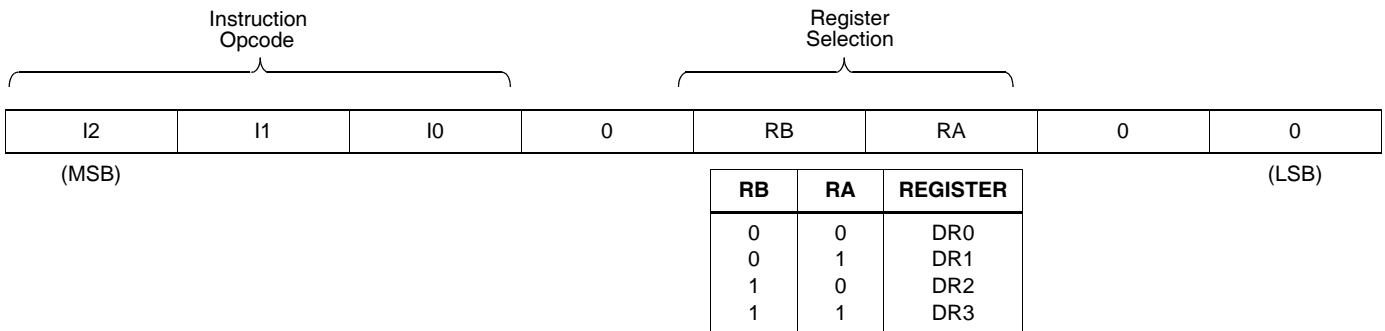 Instruction
Opcode
Register
Selection
I2 I1 I0 0 RB RA 0 0
(MSB) (LSB)
RB RA REGISTER
0 0 DR0
0 1 DR1
1 0 DR2
1 1 DR3